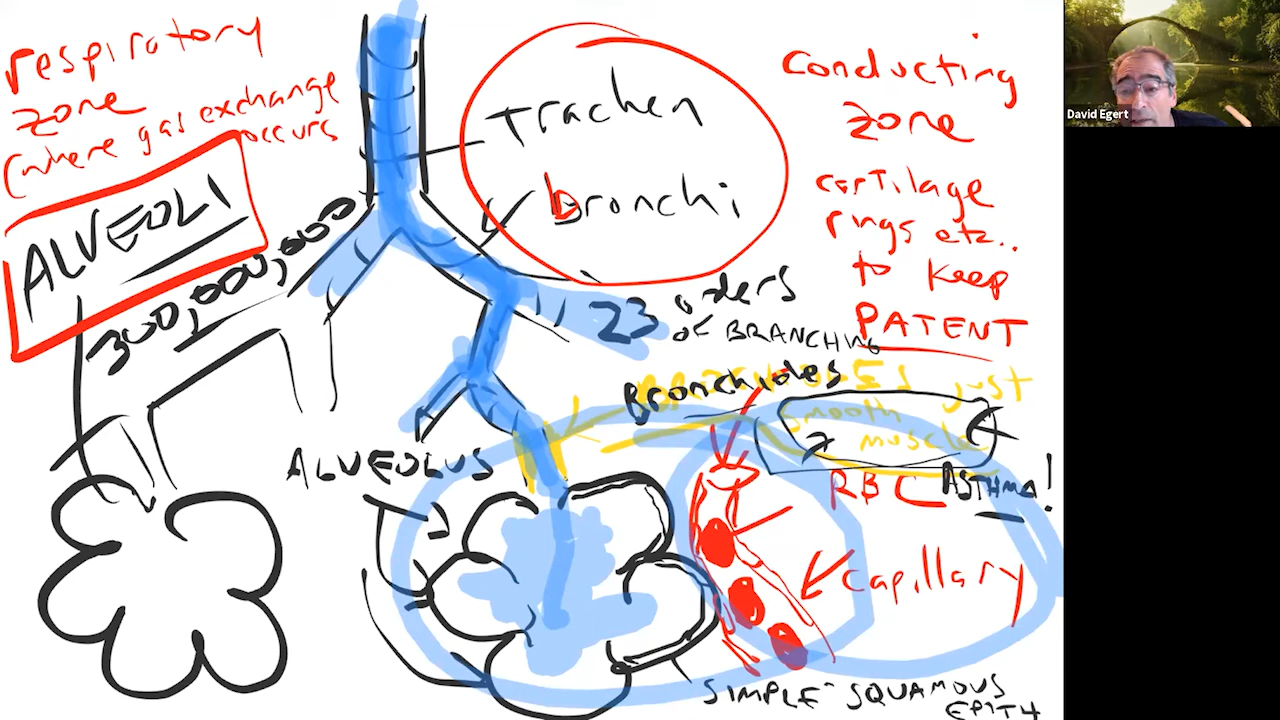 respiratory
zone
(where gas exchange
occurs
ALVEOLI
300,000,000
Trachea
bronchi
23 orders
of BRANCHING
conducting
zone
cartilage
rings etc..
to keep
PATENT
Bronchioles
just
smooth
muscle
ASTHMA!
ALVEOLUS
RBC
capillary
SIMPLE SQUAMOUS
EPITH
David Egert